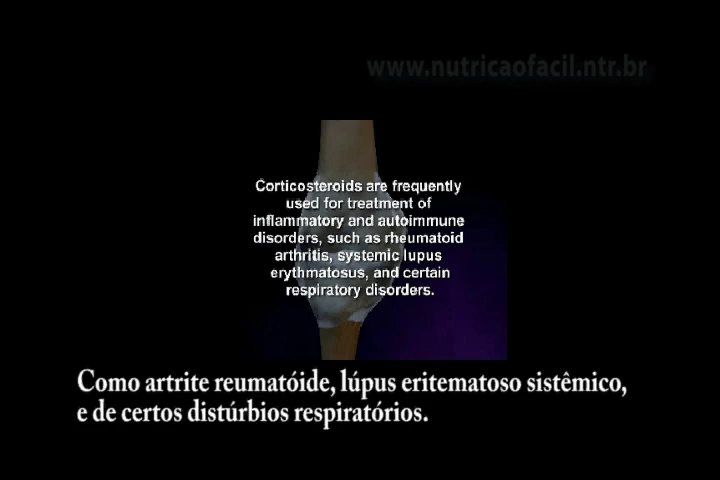 www.nutricaofacil.ntr.br
Corticosteroids are frequently
used for treatment of
inflammatory and autoimmune
disorders, such as rheumatoid
arthritis, systemic lupus
erythmatosus, and certain
respiratory disorders.
Como artrite reumatóide, lúpus eritematoso sistêmico,
e de certos distúrbios respiratórios.